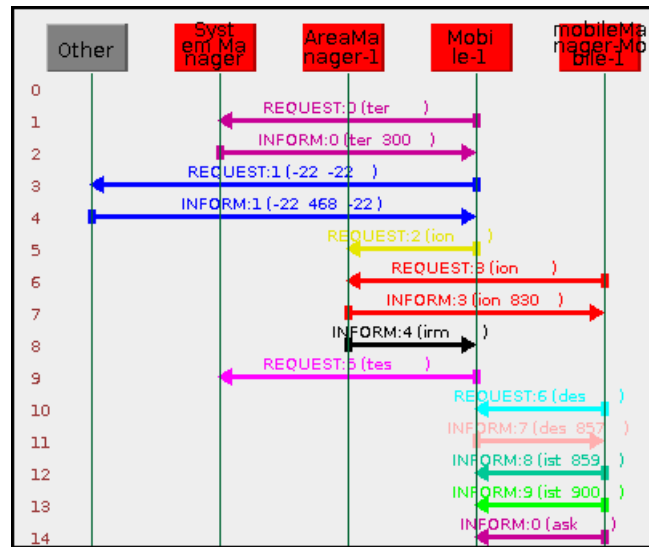 Other
Syst
em Ma
nager
AreaMa
nager-1
Mobi
le-1
mobileMa
nager-Mo
bile-1
0
1 REQUEST:0 (ter )
2 INFORM:0 (ter 300 )
3 REQUEST:1 (-22 -22 )
4 INFORM:1 (-22 468 -22 )
5 REQUEST:2 (ion )
6 REQUEST:3 (ion )
7 INFORM:3 (ion 830 )
8 INFORM:4 (irm )
9 REQUEST:5 (tes )
10 REQUEST:6 (des )
11 INFORM:7 (des 857 )
12 INFORM:8 (ist 859 )
13 INFORM:9 (ist 900 )
14 INFORM:0 (ask )